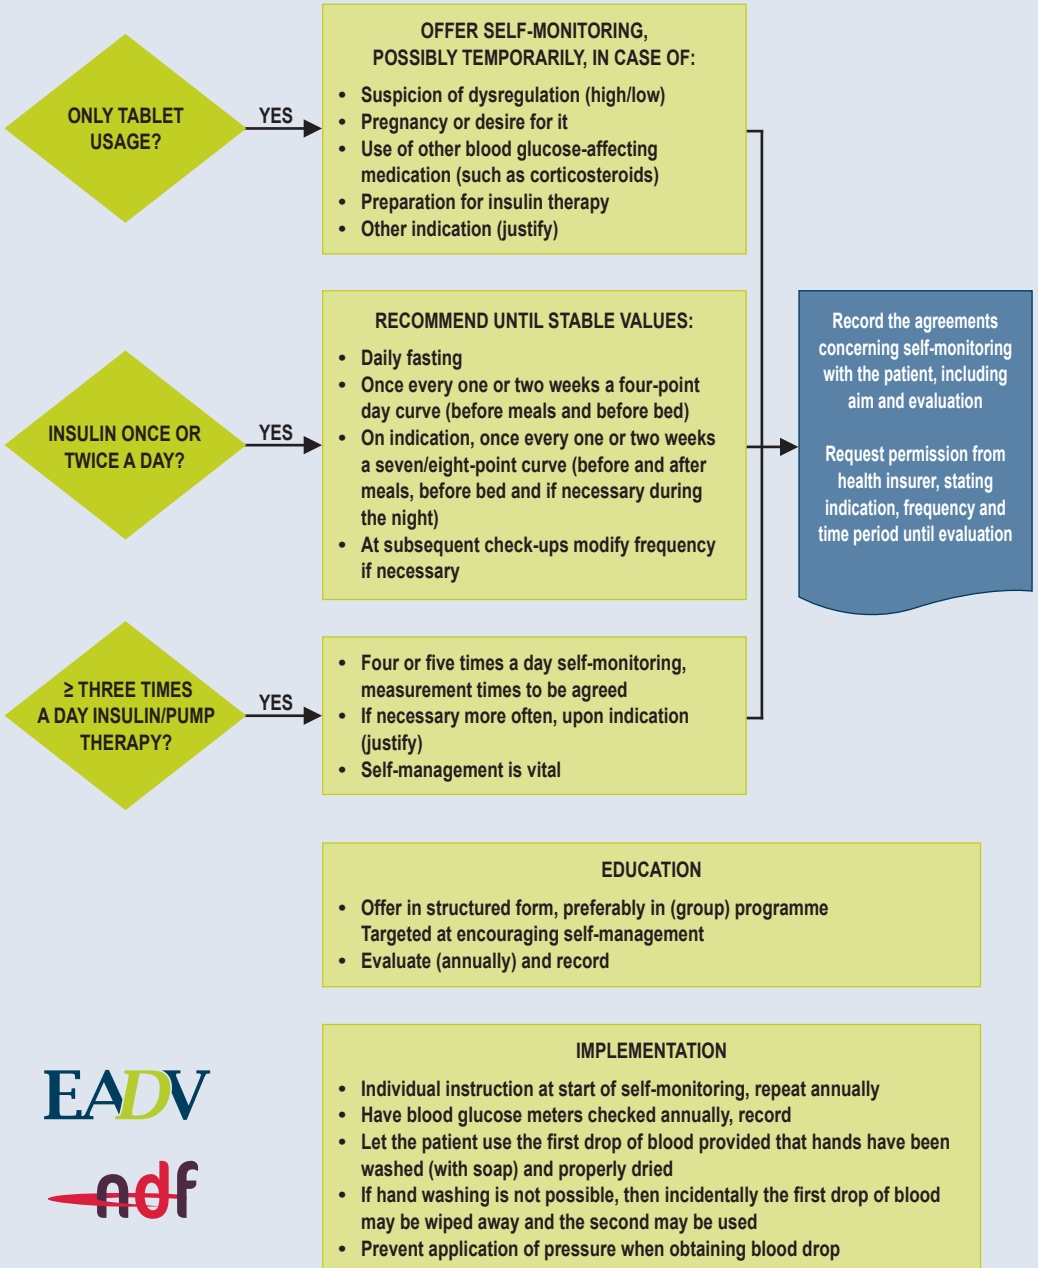 ONLY TABLET
USAGE?
YES
OFFER SELF-MONITORING,
POSSIBLY TEMPORARILY, IN CASE OF:
• Suspicion of dysregulation (high/low)
• Pregnancy or desire for it
• Use of other blood glucose-affecting
medication (such as corticosteroids)
• Preparation for insulin therapy
• Other indication (justify)
INSULIN ONCE OR
TWICE A DAY?
YES
RECOMMEND UNTIL STABLE VALUES:
• Daily fasting
• Once every one or two weeks a four-point
day curve (before meals and before bed)
• On indication, once every one or two weeks
a seven/eight-point curve (before and after
meals, before bed and if necessary during
the night)
• At subsequent check-ups modify frequency
if necessary
Record the agreements
concerning self-monitoring
with the patient, including
aim and evaluation
Request permission from
health insurer, stating
indication, frequency and
time period until evaluation
≥ THREE TIMES
A DAY INSULIN/PUMP
THERAPY?
YES
• Four or five times a day self-monitoring,
measurement times to be agreed
• If necessary more often, upon indication
(justify)
• Self-management is vital
EDUCATION
• Offer in structured form, preferably in (group) programme
Targeted at encouraging self-management
• Evaluate (annually) and record
IMPLEMENTATION
• Individual instruction at start of self-monitoring, repeat annually
• Have blood glucose meters checked annually, record
• Let the patient use the first drop of blood provided that hands have been
washed (with soap) and properly dried
• If hand washing is not possible, then incidentally the first drop of blood
may be wiped away and the second may be used
• Prevent application of pressure when obtaining blood drop
EADV
ndf